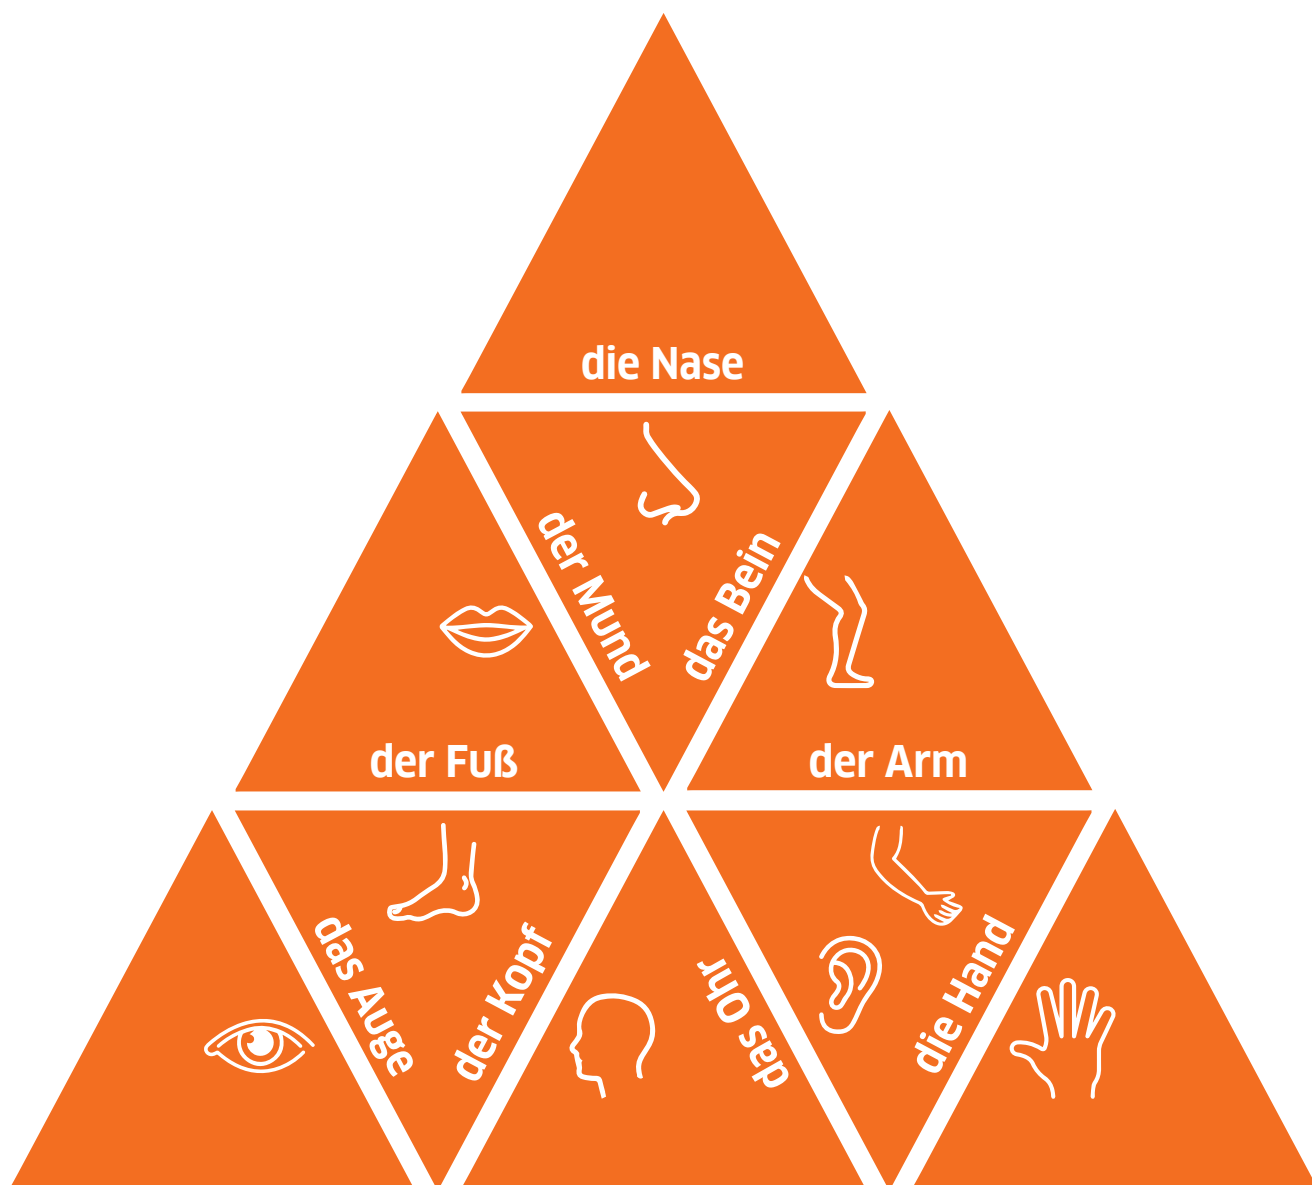 die Nase
der Mund
das Bein
der Fuß
der Arm
das Auge
der Kopf
das Ohr
die Hand